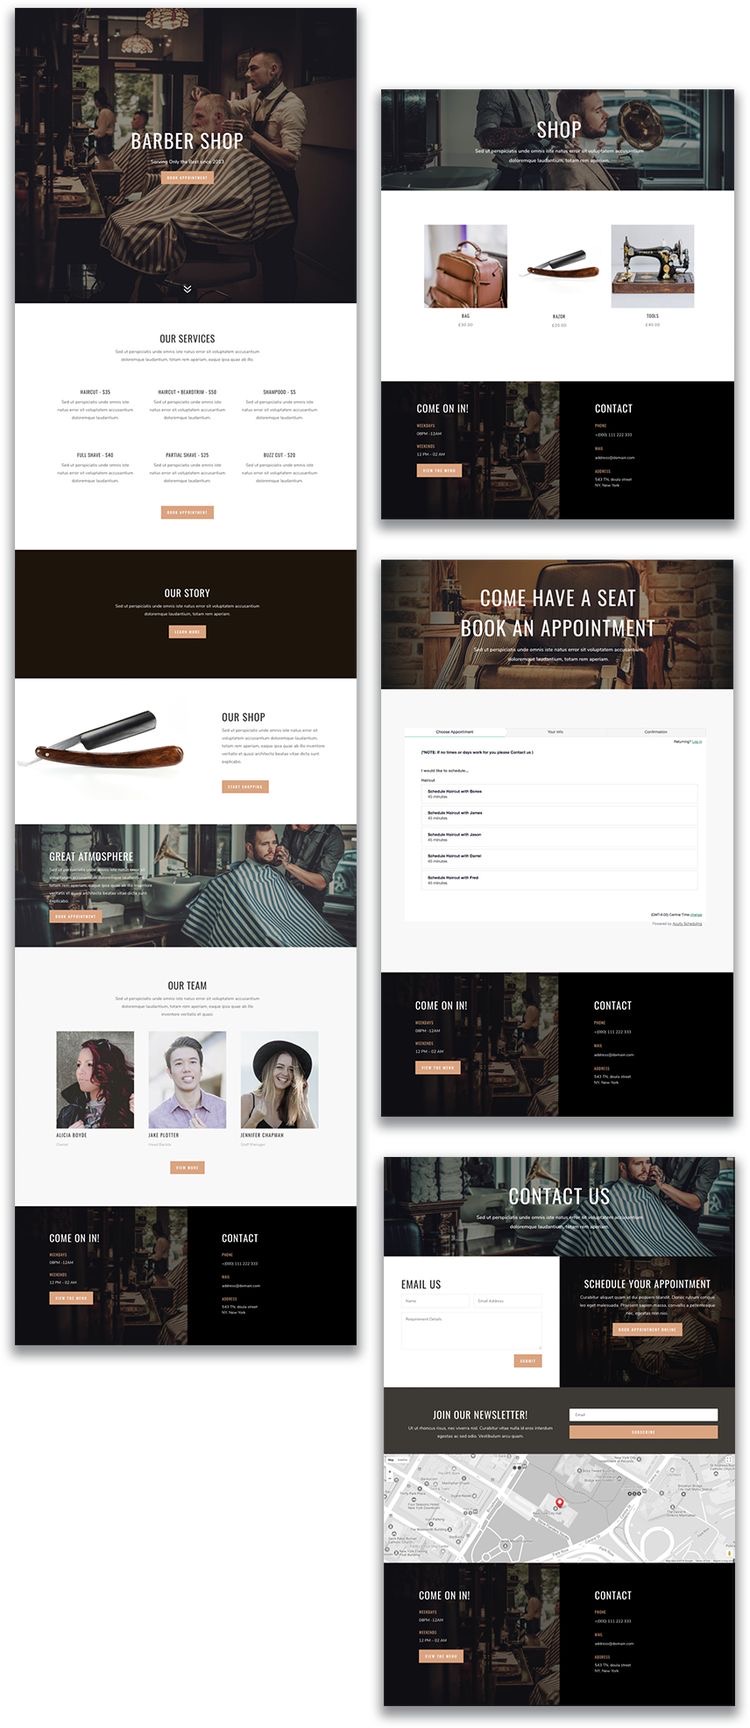 BARBER SHOP
Serving Only the Best since 2013
BOOK APPOINTMENT
OUR SERVICES
Sed ut perspiciatis unde omnis iste natus error sit voluptatem accusantium
doloremque laudantium, totam rem aperiam, eaque ipsa quae ab illo.
HAIRCUT - $35
Sed ut perspiciatis unde omnis iste
natus error sit voluptatem accusantium
doloremque laudantium.
HAIRCUT + BEARDTRIM - $50
Sed ut perspiciatis unde omnis iste
natus error sit voluptatem accusantium
doloremque laudantium.
SHAMPOOO - $5
Sed ut perspiciatis unde omnis iste
natus error sit voluptatem accusantium
doloremque laudantium.
FULL SHAVE - $40
Sed ut perspiciatis unde omnis iste
natus error sit voluptatem accusantium
doloremque laudantium.
PARTIAL SHAVE - $25
Sed ut perspiciatis unde omnis iste
natus error sit voluptatem accusantium
doloremque laudantium.
BUZZ CUT - $20
Sed ut perspiciatis unde omnis iste
natus error sit voluptatem accusantium
doloremque laudantium.
BOOK APPOINTMENT
OUR STORY
Sed ut perspiciatis unde omnis iste natus error sit voluptatem accusantium
doloremque laudantium, totam rem aperiam.
LEARN MORE
OUR SHOP
Sed ut perspiciatis unde omnis iste natus
error sit voluptatem accusantium
doloremque laudantium, totam rem
aperiam, eaque ipsa quae ab illo inventore
veritatis et quasi architecto beatae vitae dicta sunt
explicabo.
START SHOPPING
GREAT ATMOSPHERE
Sed ut perspiciatis unde omnis iste natus error sit
voluptatem accusantium doloremque laudantium,
totam rem aperiam, eaque ipsa quae ab illo inventore
veritatis et quasi architecto beatae vitae dicta sunt
explicabo.
BOOK APPOINTMENT
OUR TEAM
Sed ut perspiciatis unde omnis iste natus error sit voluptatem accusantium
doloremque laudantium, totam rem aperiam, eaque ipsa quae ab illo
inventore veritatis et quasi.
ALICIA BOYDE
Owner
JAKE PLOTTER
Head Barista
JENNIFER CHAPMAN
Staff Manager
VIEW MORE
COME ON IN!
WEEKDAYS
08PM -12AM
WEEKENDS
12 PM - 02 AM
VIEW THE MENU
CONTACT
PHONE
+(000) 111 222 333
MAIL
address@domain.com
ADDRESS
543 TN, doula street
NY, New York
SHOP
Sed ut perspiciatis unde omnis iste natus error sit voluptatem accusantium
doloremque laudantium, totam rem aperiam.
BAG
£30.00
RAZOR
£20.00
TOOLS
£40.00
COME ON IN!
WEEKDAYS
08PM -12AM
WEEKENDS
12 PM - 02 AM
VIEW THE MENU
CONTACT
PHONE
+(000) 111 222 333
MAIL
address@domain.com
ADDRESS
543 TN, doula street
NY, New York
COME HAVE A SEAT
BOOK AN APPOINTMENT
Sed ut perspiciatis unde omnis iste natus error sit voluptatem accusantium
doloremque laudantium, totam rem aperiam.
Choose Appointment
Your Info
Confirmation
Returning? Log in
(*NOTE: If no times or days work for you please Contact us )
I would like to schedule...
Haircut
Schedule Haircut with Bones
45 minutes
Schedule Haircut with James
45 minutes
Schedule Haircut with Jason
45 minutes
Schedule Haircut with Darrel
45 minutes
Schedule Haircut with Fred
45 minutes
(GMT-6:00) Central Time change
Powered by Acuity Scheduling
COME ON IN!
WEEKDAYS
08PM -12AM
WEEKENDS
12 PM - 02 AM
VIEW THE MENU
CONTACT
PHONE
+(000) 111 222 333
MAIL
address@domain.com
ADDRESS
543 TN, doula street
NY, New York
CONTACT US
Sed ut perspiciatis unde omnis iste natus error sit voluptatem accusantium
doloremque laudantium, totam rem aperiam.
EMAIL US
Name
Email Address
Requirement Details
SUBMIT
SCHEDULE YOUR APPOINTMENT
Curabitur aliquet quam id dui posuere blandit. Donec rutrum congue
leo eget malesuada. Praesent sapien massa, convallis a pellentesque
nec, egestas non nisi.
BOOK APPOINTMENT ONLINE
JOIN OUR NEWSLETTER!
Ut ut rhoncus risus, nec viverra nisl. Curabitur vitae nulla id eros interdum
egestas ac sed odio. Vestibulum arcu quam.
Email
SUBSCRIBE
Map
New York City Hall
COME ON IN!
WEEKDAYS
08PM -12AM
WEEKENDS
12 PM - 02 AM
VIEW THE MENU
CONTACT
PHONE
+(000) 111 222 333
MAIL
address@domain.com
ADDRESS
543 TN, doula street
NY, New York